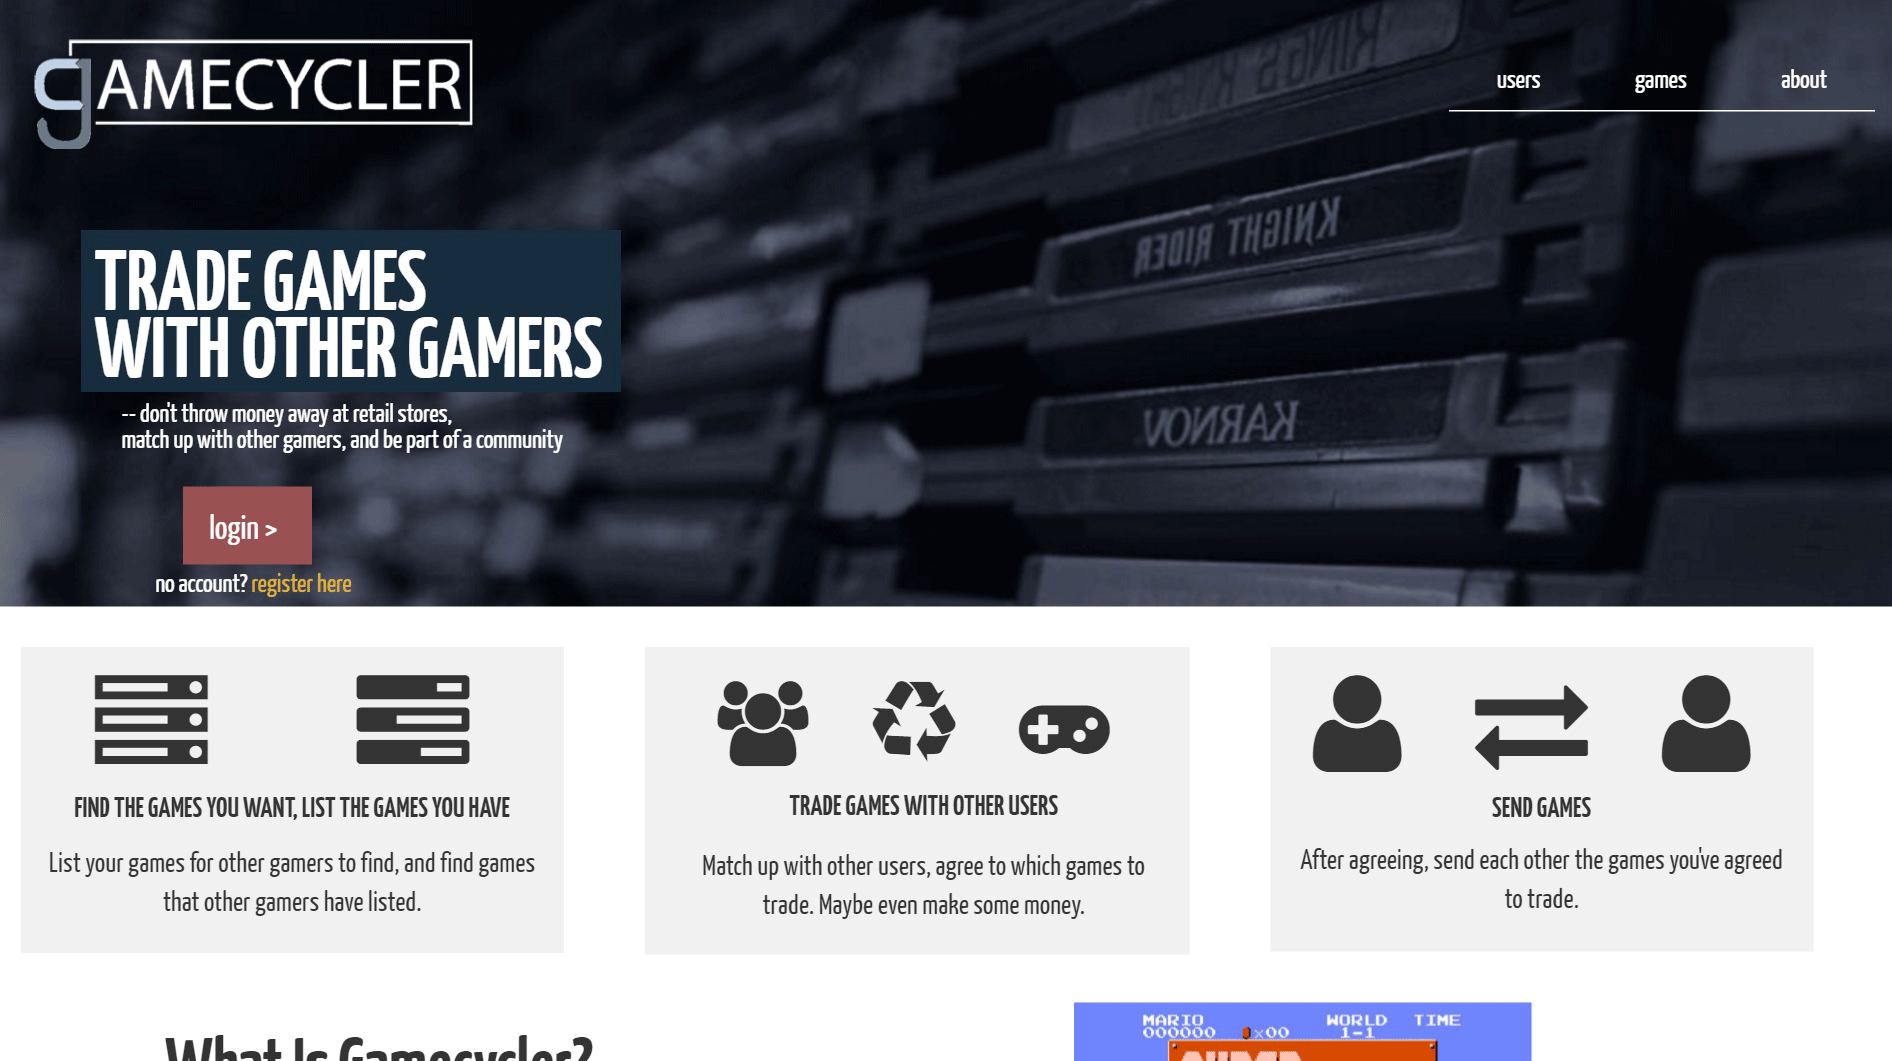 gAMECYCLER
users games about
RINGS KNIGHT
KNIGHT RIDER
KARNOV
TRADE GAMES
WITH OTHER GAMERS
-- don't throw money away at retail stores,
match up with other gamers, and be part of a community
login >
no account? register here
FIND THE GAMES YOU WANT, LIST THE GAMES YOU HAVE
List your games for other gamers to find, and find games
that other gamers have listed.
TRADE GAMES WITH OTHER USERS
Match up with other users, agree to which games to
trade. Maybe even make some money.
SEND GAMES
After agreeing, send each other the games you've agreed
to trade.
What Is Gamecycler?
MARIO WORLD TIME
000000 ×00 1-1
SUPER